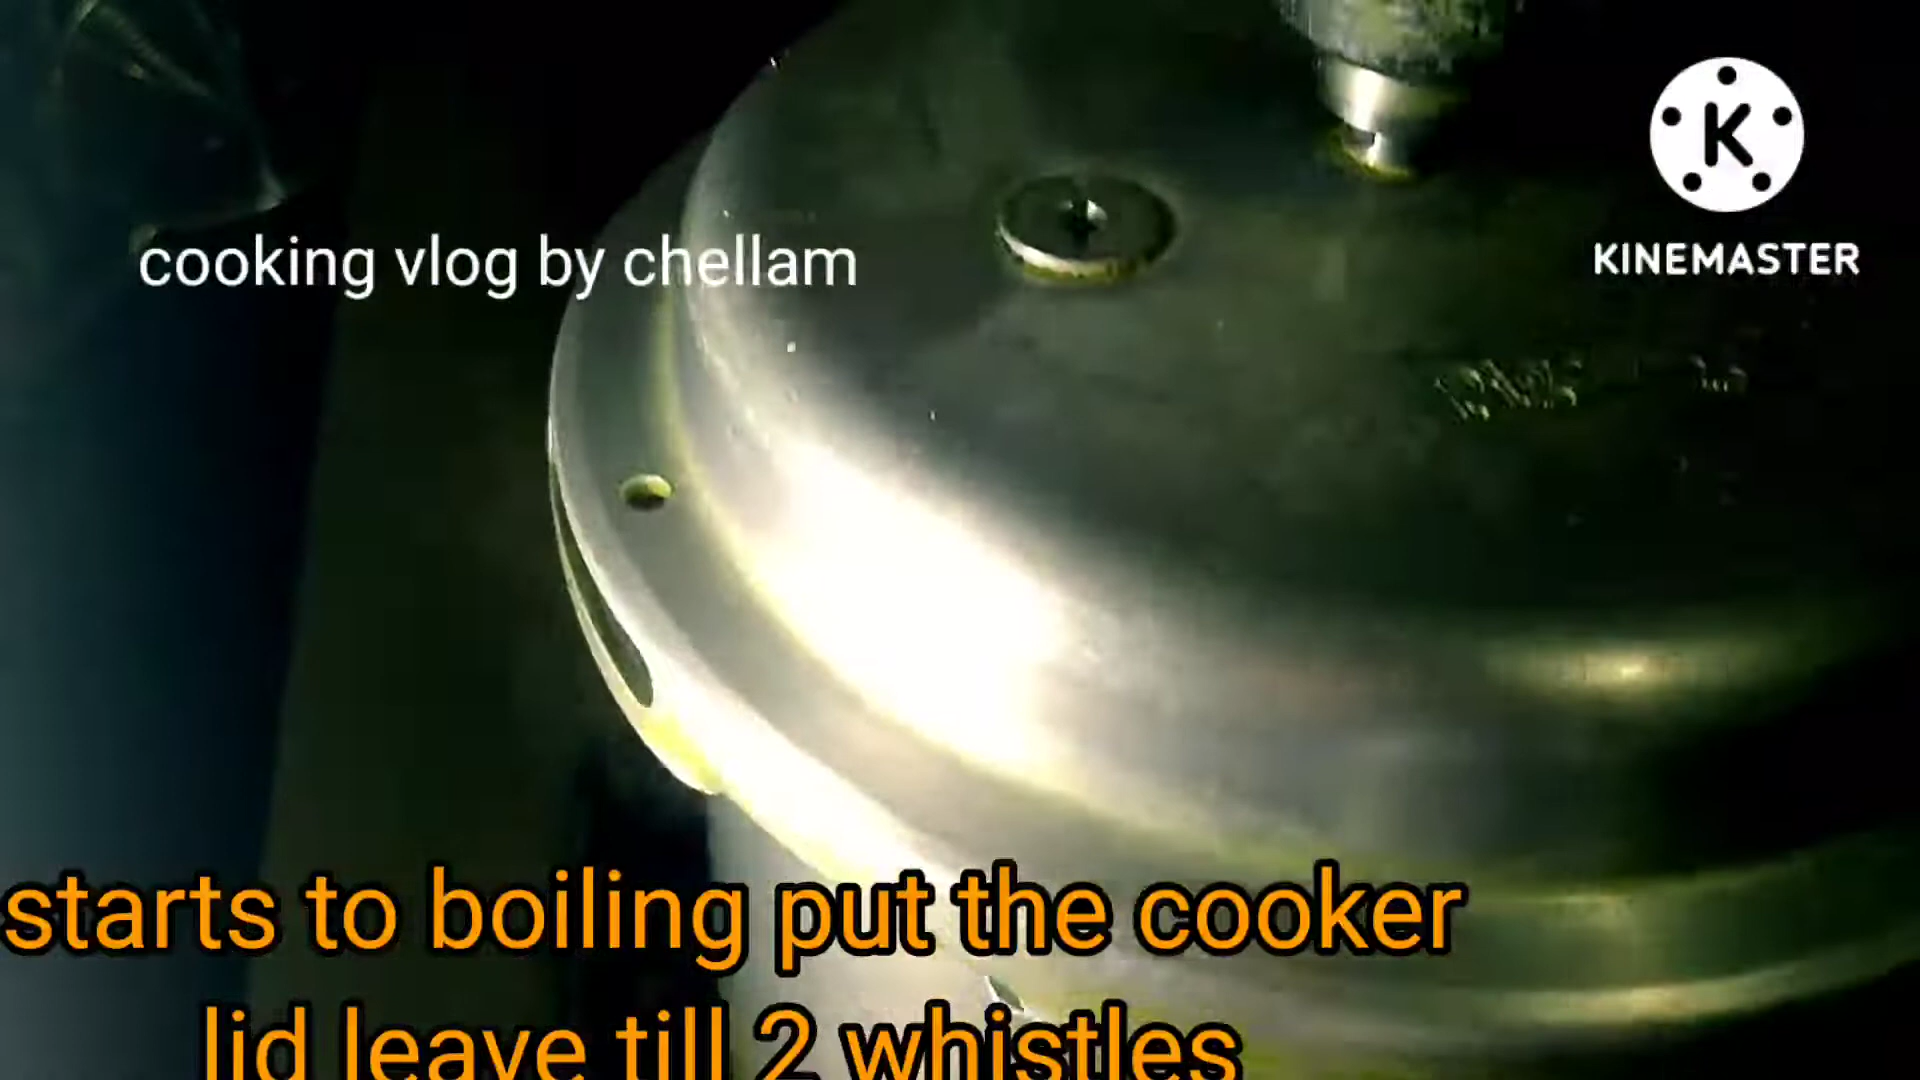 cooking vlog by chellam
K
KINEMASTER
starts to boiling put the cooker
lid leave till 2 whistles